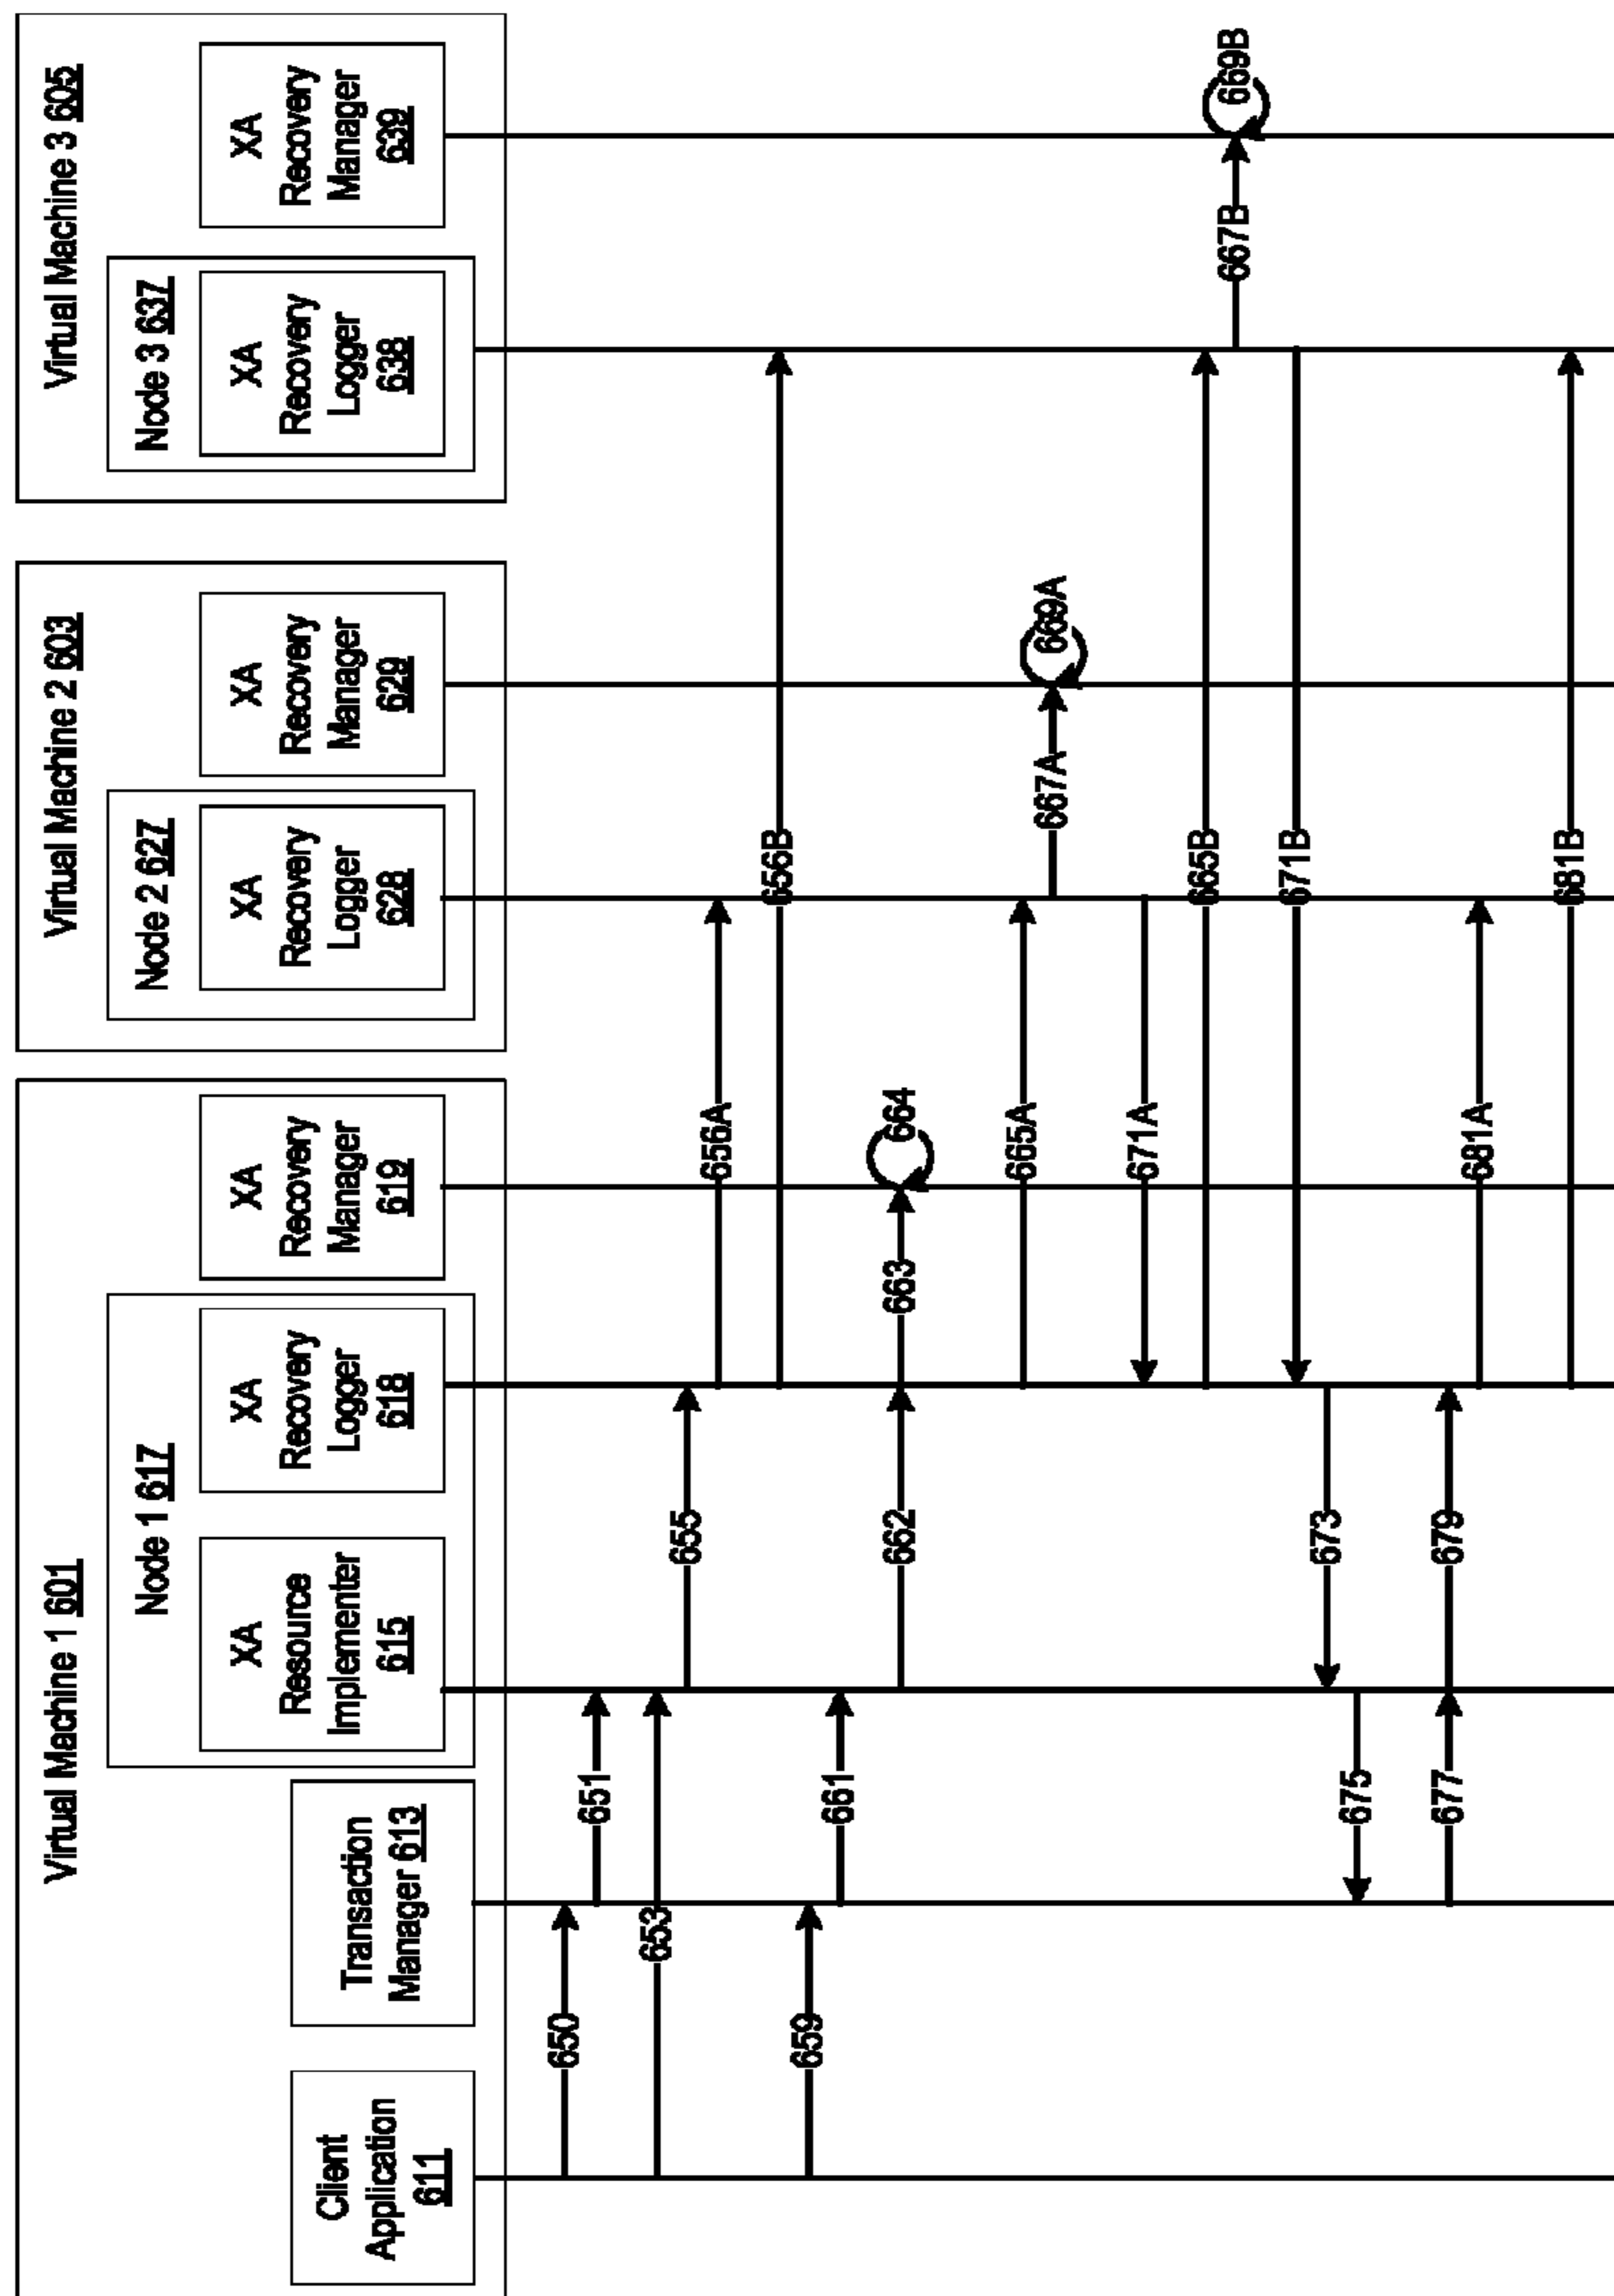 Virtual Machine 1 601
Client
Application
611
Transaction
Manager 613
Node 1 617
XA
Resource
Implementer
615
XA
Recovery
Logger
618
XA
Recovery
Manager
619
Virtual Machine 2 603
Node 2 627
XA
Recovery
Logger
628
XA
Recovery
Manager
629
Virtual Machine 3 605
Node 3 637
XA
Recovery
Logger
638
XA
Recovery
Manager
639
650
651
653
655
656A
656B
659
661
662
663
664
665A
667A
669A
671A
665B
667B
669B
671B
673
675
677
679
681A
681B